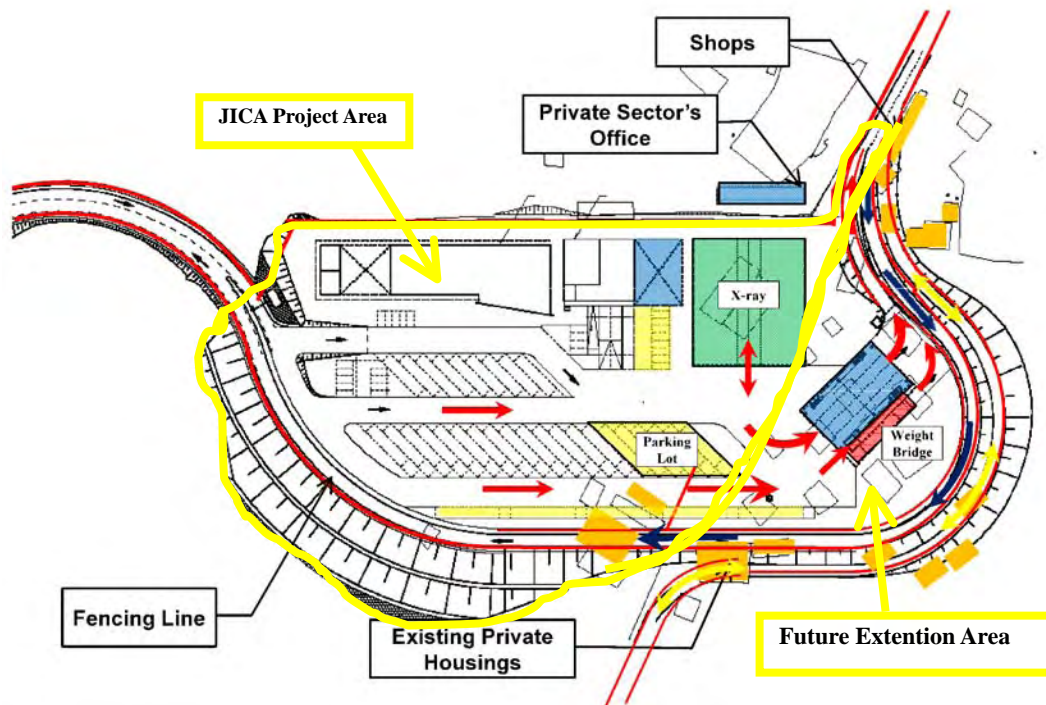 Shops
JICA Project Area
Private Sector's
Office
X-ray
Parking
Lot
Weight
Bridge
Fencing Line
Existing Private
Housings
Future Extention Area